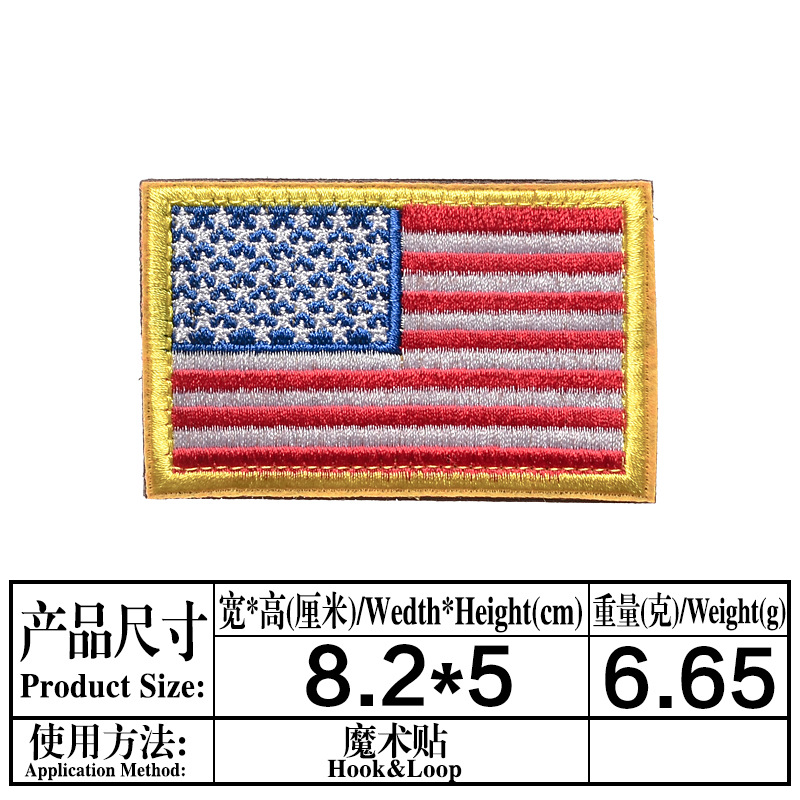 产品尺寸
Product Size:
宽*高(厘米)/Wedth*Height(cm)
8.2*5
重量(克)/Weight(g)
6.65
使用方法:
Application Method:
魔术贴
Hook&Loop